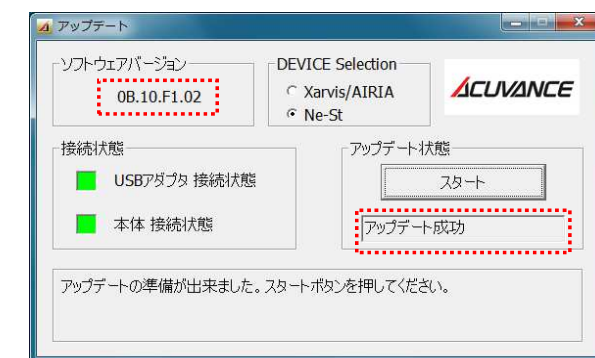 アップデート
ソフトウェアバージョン
0B.10.F1.02
DEVICE Selection
Xarvis/AIRIA
Ne-St
ACUVANCE
接続状態
USBアダプタ 接続状態
本体 接続状態
アップデート状態
スタート
アップデート成功
アップデートの準備が出来ました。スタートボタンを押してください。